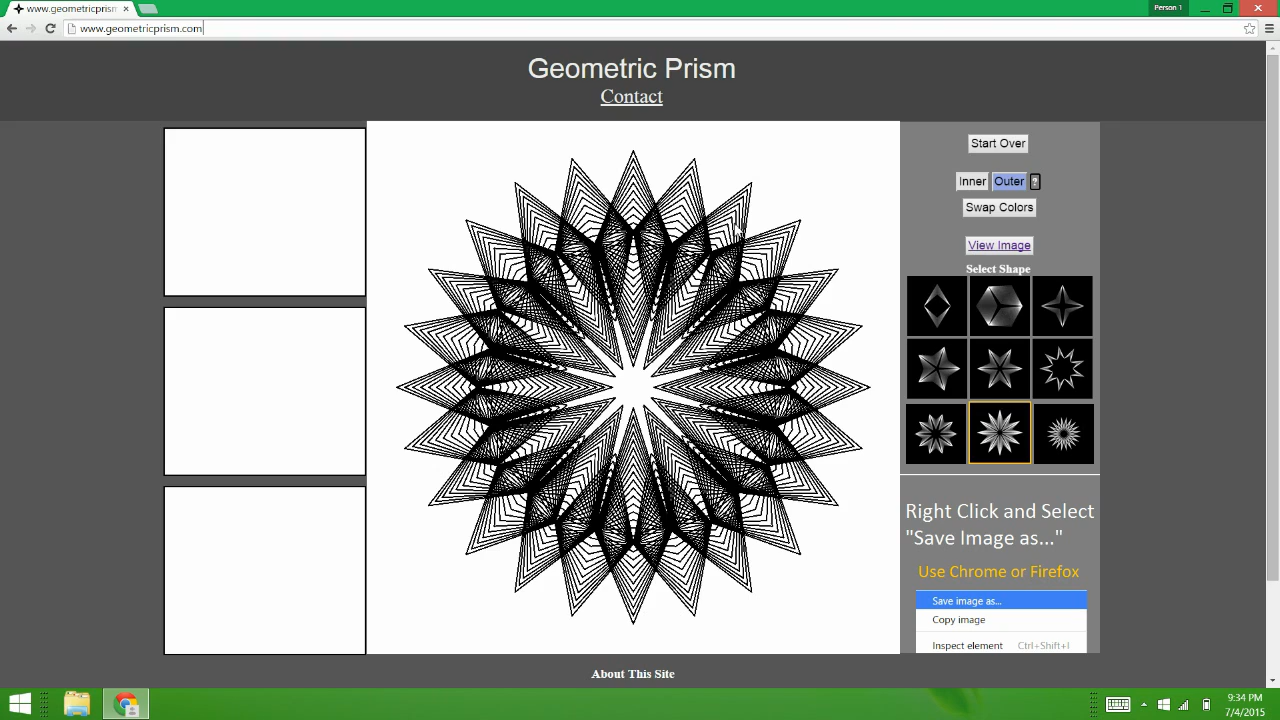 www.geometricprism
Person 1
www.geometricprism.com
Geometric Prism
Contact
Start Over
Inner Outer ?
Swap Colors
View Image
Select Shape
Right Click and Select
"Save Image as..."
Use Chrome or Firefox
Save image as...
Copy image
Inspect element Ctrl+Shift+I
About This Site
9:34 PM
7/4/2015